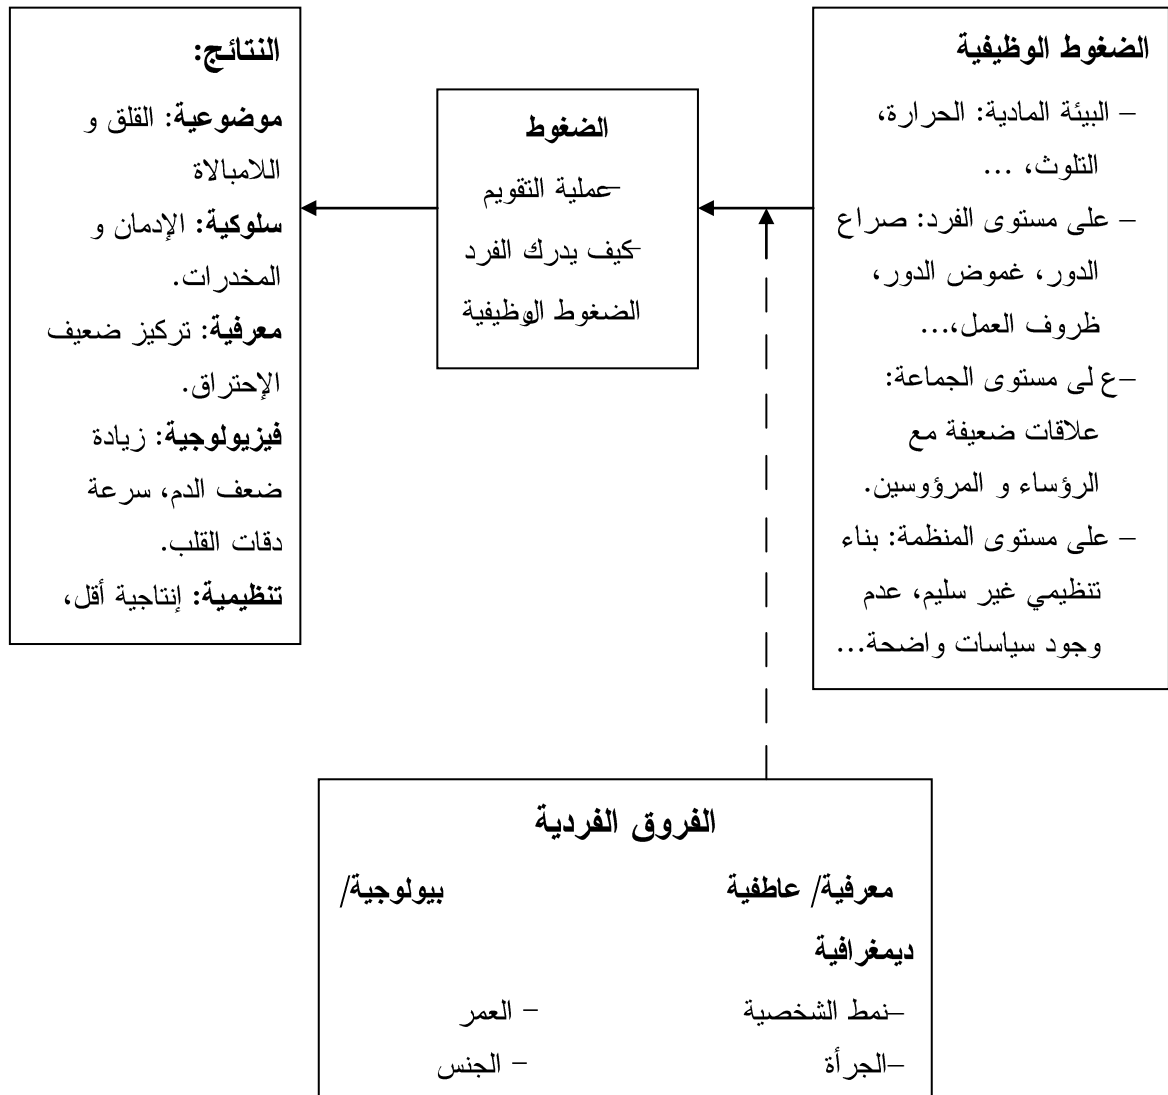 الضغوط الوظيفية
– البيئة المادية: الحرارة،
التلوث، ...
– على مستوى الفرد: صراع
الدور، غموض الدور،
ظروف العمل،...
–ع لى مستوى الجماعة:
علاقات ضعيفة مع
الرؤساء و المرؤوسين.
– على مستوى المنظمة: بناء
تنظيمي غير سليم، عدم
وجود سياسات واضحة...
الضغوط
–عملية التقويم
–كيف يدرك الفرد
الضغوط الوظيفية
النتائج:
موضوعية: القلق و
اللامبالاة
سلوكية: الإدمان و
المخدرات.
معرفية: تركيز ضعيف
الإحتراق.
فيزيولوجية: زيادة
ضعف الدم، سرعة
دقات القلب.
تنظيمية: إنتاجية أقل،
الفروق الفردية
معرفية/ عاطفية بيولوجية/
ديمغرافية
–نمط الشخصية – العمر
–الجرأة – الجنس